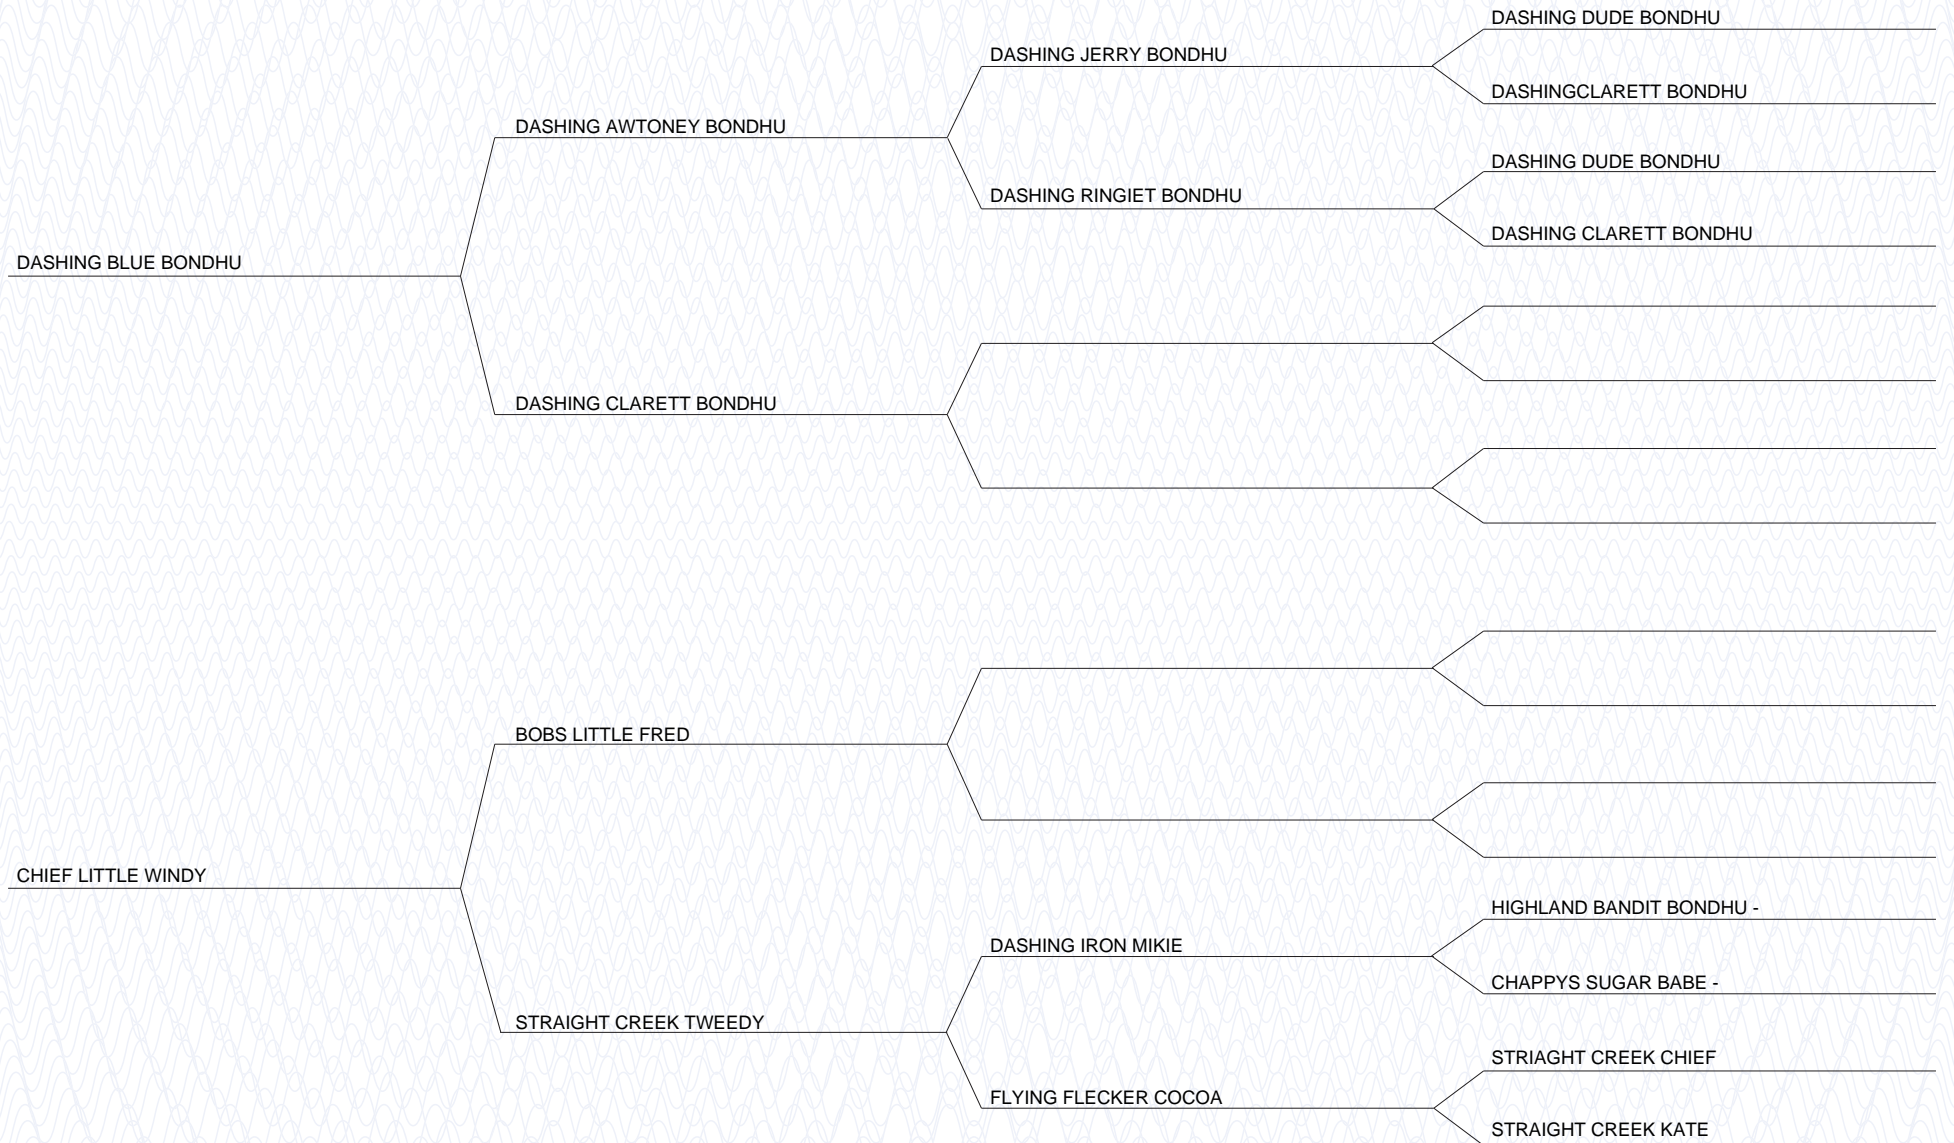 DASHING DUDE BONDHU
DASHING JERRY BONDHU
DASHINGCLARETT BONDHU
DASHING AWTONEY BONDHU
DASHING DUDE BONDHU
DASHING RINGIET BONDHU
DASHING CLARETT BONDHU
DASHING BLUE BONDHU
DASHING CLARETT BONDHU
BOBS LITTLE FRED
CHIEF LITTLE WINDY
HIGHLAND BANDIT BONDHU -
DASHING IRON MIKIE
CHAPPYS SUGAR BABE -
STRAIGHT CREEK TWEEDY
STRIAGHT CREEK CHIEF
FLYING FLECKER COCOA
STRAIGHT CREEK KATE